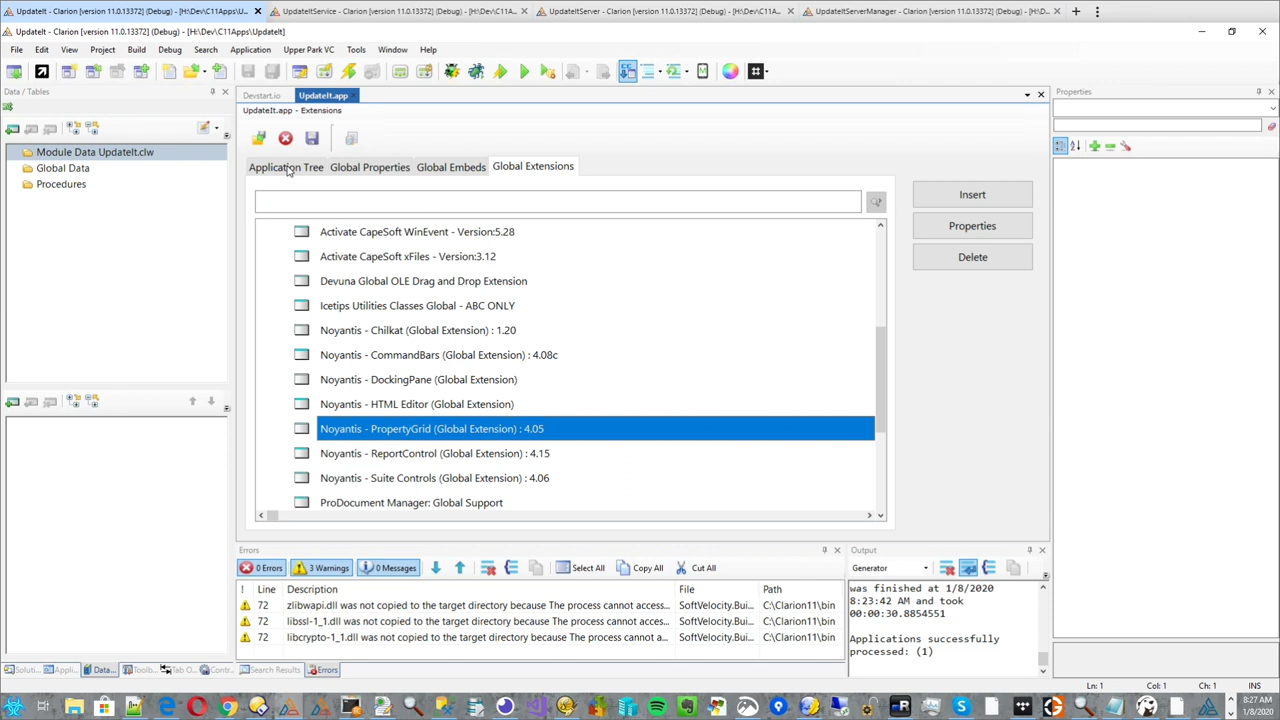 UpdateIt - Clarion [version 11.0.13372] (Debug) - [H:\Dev\C11Apps\U...
UpdateItService - Clarion [version 11.0.13372] (Debug) - [H:\Dev\C11A...
UpdateItServer - Clarion [version 11.0.13372] (Debug) - [H:\Dev\C11A...
UpdateItServerManager - Clarion [version 11.0.13372] (Debug) - [H:\De...
UpdateIt - Clarion [version 11.0.13372] (Debug) - [H:\Dev\C11Apps\UpdateIt]
File Edit View Project Build Debug Search Application Upper Park VC Tools Window Help
Data / Tables
Devstart.io UpdateIt.app
Properties
UpdateIt.app - Extensions
Module Data UpdateIt.clw
Global Data
Procedures
Application Tree Global Properties Global Embeds Global Extensions
Insert
Properties
Delete
Activate CapeSoft WinEvent - Version:5.28
Activate CapeSoft xFiles - Version:3.12
Devuna Global OLE Drag and Drop Extension
Icetips Utilities Classes Global - ABC ONLY
Noyantis - Chilkat (Global Extension) : 1.20
Noyantis - CommandBars (Global Extension) : 4.08c
Noyantis - DockingPane (Global Extension)
Noyantis - HTML Editor (Global Extension)
Noyantis - PropertyGrid (Global Extension) : 4.05
Noyantis - ReportControl (Global Extension) : 4.15
Noyantis - Suite Controls (Global Extension) : 4.06
ProDocument Manager: Global Support
Errors
0 Errors 3 Warnings 0 Messages Select All Copy All Cut All
! Line Description File Path
72 zlibwapi.dll was not copied to the target directory because The process cannot access... SoftVelocity.Bui... C:\Clarion11\bin
72 libssl-1_1.dll was not copied to the target directory because The process cannot access... SoftVelocity.Bui... C:\Clarion11\bin
72 libcrypto-1_1.dll was not copied to the target directory because The process cannot a... SoftVelocity.Bui... C:\Clarion11\bin
Output
Generator
was finished at 1/8/2020
8:23:42 AM and took
00:00:30.8854551
Applications successfully
processed: (1)
Soluti... Appli... Data... Toolb... Tab O... Contr...
Search Results Errors
Ln: 1 Col: 1 Ch: 1 INS
8:27 AM
1/8/2020